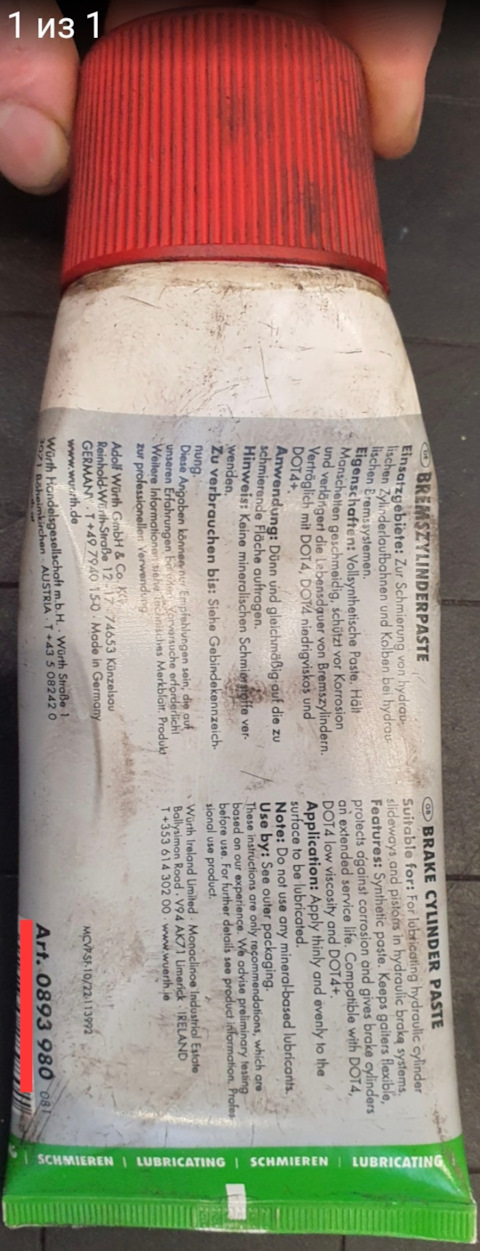 1 из 1
DE BREMSZYLINDERPASTE
Einsatzgebiete: Zur Schmierung von hydrau-
lischen Zylinderlaufbahnen und Kolben bei hydrau-
lischen Bremssystemen.
Eigenschaften: Vollsynthetische Paste. Hält
Manschetten geschmeidig, schützt vor Korrosion
und verlängert die Lebensdauer von Bremszylindern.
Verträglich mit DOT4, DOT4 niedrigviskos und
DOT4+.
Anwendung: Dünn und gleichmäßig auf die zu
schmierende Fläche auftragen.
Hinweis: Keine mineralischen Schmierstoffe ver-
wenden.
Zu verbrauchen bis: Siehe Gebindekennzeich-
nung.
Diese Angaben können nur Empfehlungen sein, die auf
unseren Erfahrungen beruhen. Vorversuche erforderlich!
Weitere Informationen siehe technisches Merkblatt. Produkt
zur professionellen Verwendung.
Adolf Würth GmbH & Co. KG
Reinhold-Würth-Straße 12-17 · 74653 Künzelsau
GERMANY · T +49 7940 15-0 · Made in Germany
www.wuerth.de
Würth Handelsgesellschaft m.b.H. · Würth Straße 1
3071 Böheimkirchen · AUSTRIA · T +43 5 08242 0
GB BRAKE CYLINDER PASTE
Suitable for: For lubricating hydraulic cylinder
slideways and pistons in hydraulic brake systems.
Features: Synthetic paste. Keeps gaiters flexible,
protects against corrosion and gives brake cylinders
an extended service life. Compatible with DOT4,
DOT4 low viscosity and DOT4+.
Application: Apply thinly and evenly to the
surface to be lubricated.
Note: Do not use any mineral-based lubricants.
Use by: See outer packaging.
These instructions are only recommendations, which are
based on our experience. We advise preliminary testing
before use. For further details see product information. Profes-
sional use product.
Würth Ireland Limited · Monaclinoe Industrial Estate
Ballysimon Road · V94 AK71 Limerick · IRELAND
T +353 614 302 00 · www.wuerth.ie
MCVP-SF-10/22-113992
Art. 0893 980 081
SCHMIEREN | LUBRICATING | SCHMIEREN | LUBRICATING